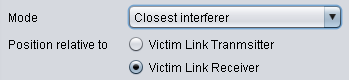 Mode Closest interferer
Position relative to Victim Link Tranmsitter
Victim Link Receiver